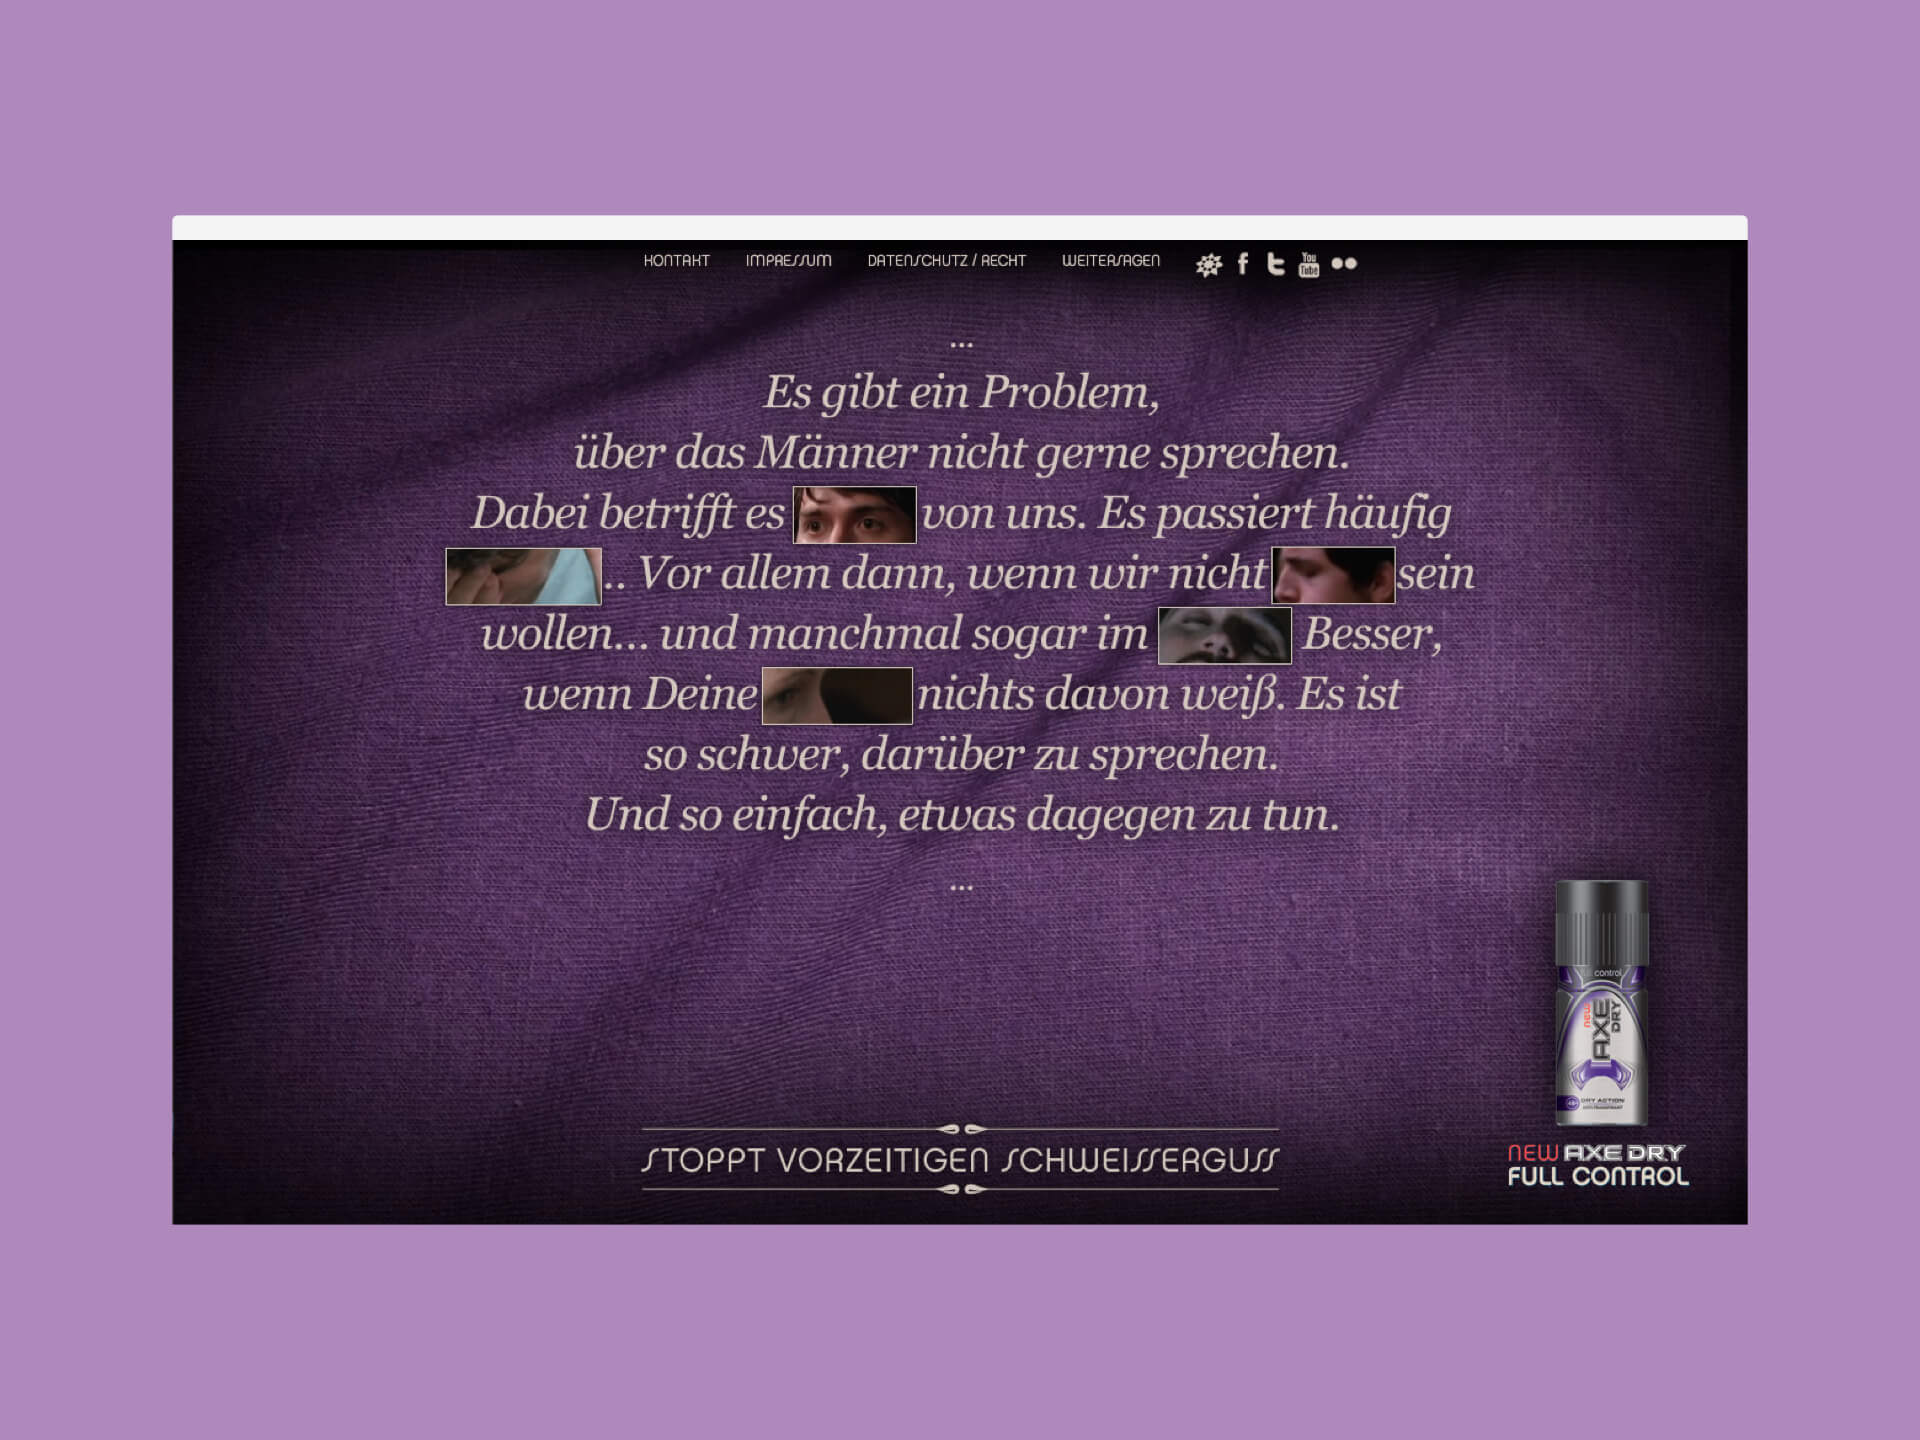 KONTAKT IMPRESSUM DATENSCHUTZ / RECHT WEITERSAGEN f t You Tube
...
Es gibt ein Problem,
über das Männer nicht gerne sprechen.
Dabei betrifft es von uns. Es passiert häufig
.. Vor allem dann, wenn wir nicht sein
wollen... und manchmal sogar im Besser,
wenn Deine nichts davon weiß. Es ist
so schwer, darüber zu sprechen.
Und so einfach, etwas dagegen zu tun.
...
control
new AXE DRY
DRY ACTION
STOPPT VORZEITIGEN SCHWEISSERGUSS
NEW AXE DRY
FULL CONTROL